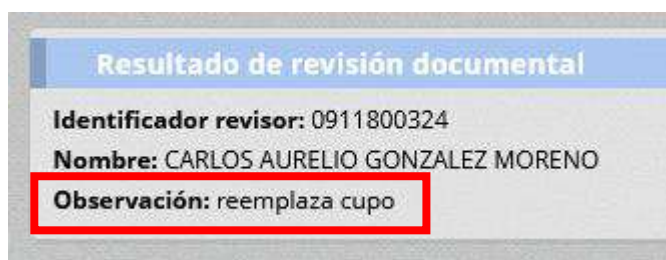 Resultado de revisión documental
Identificador revisor: 0911800324
Nombre: CARLOS AURELIO GONZALEZ MORENO
Observación: reemplaza cupo